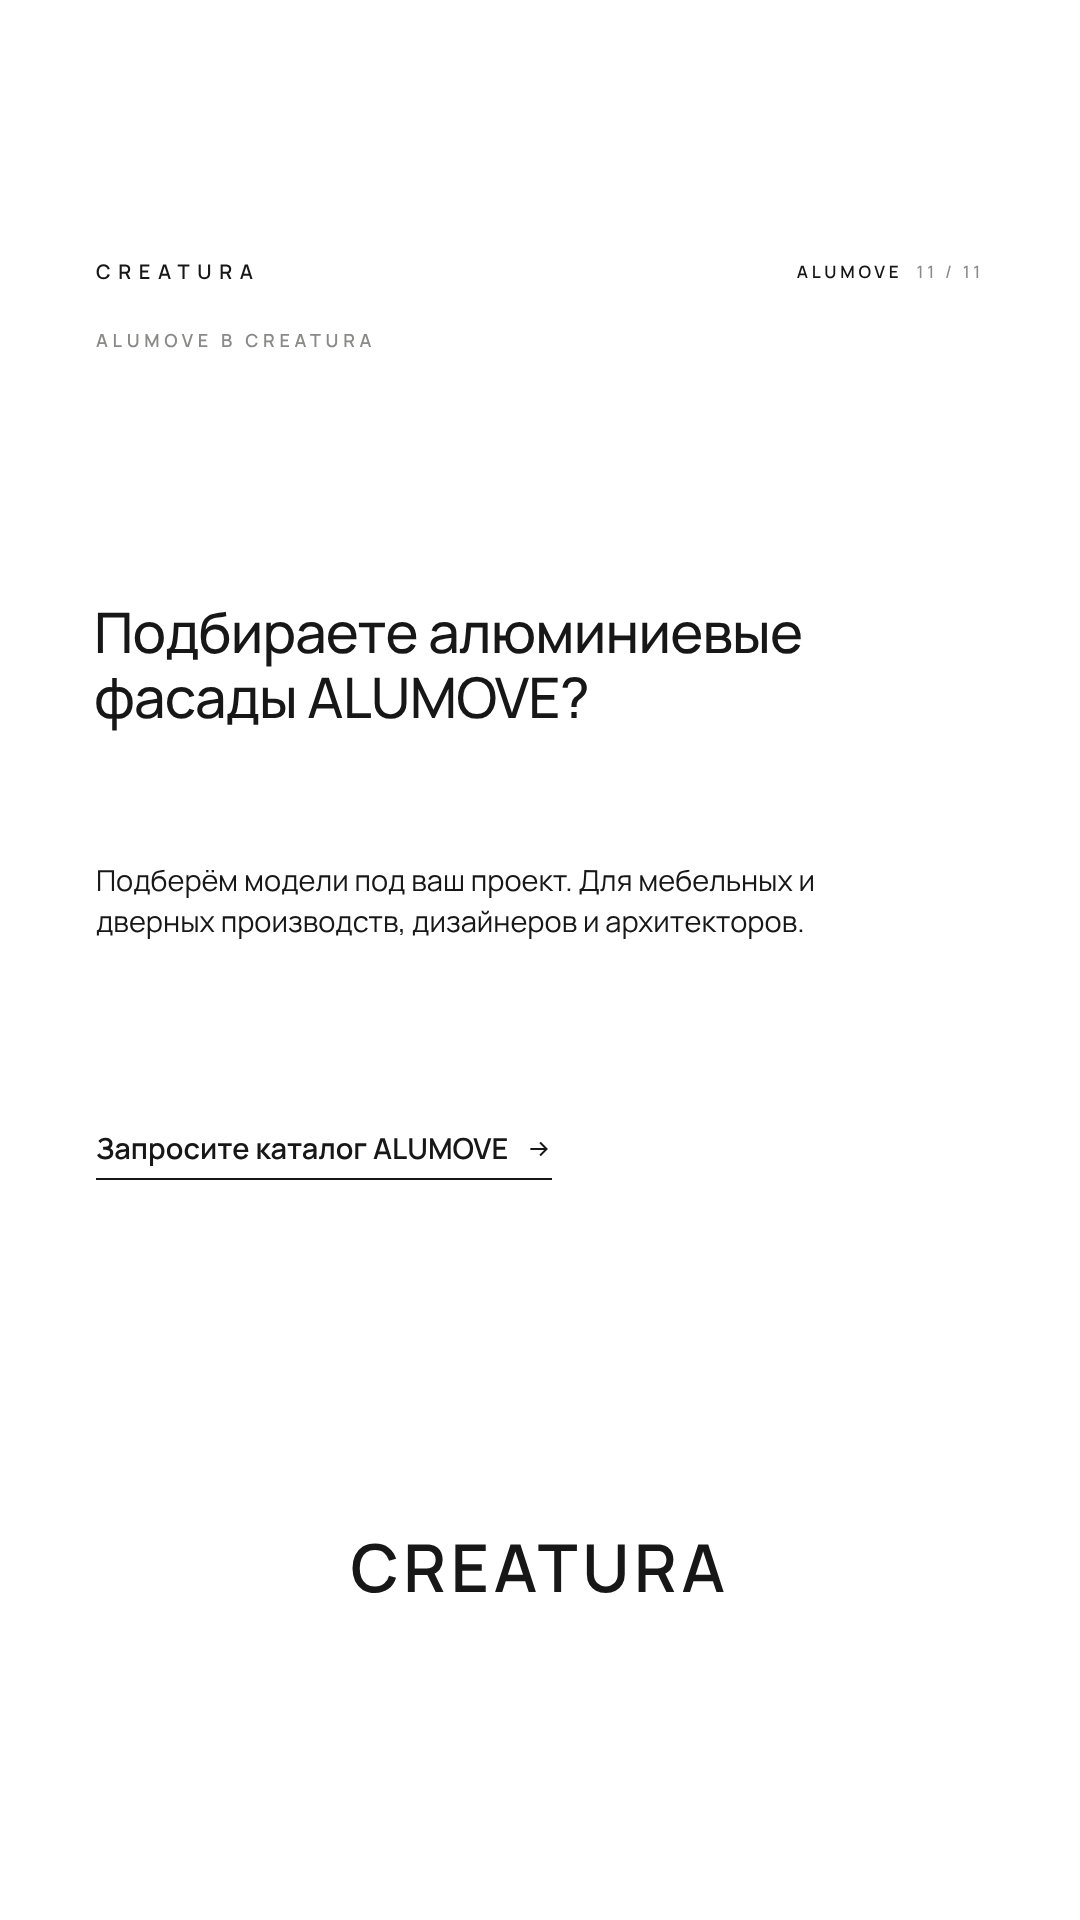 CREATURA
ALUMOVE 11 / 11
ALUMOVE В CREATURA
Подбираете алюминиевые
фасады ALUMOVE?
Подберём модели под ваш проект. Для мебельных и
дверных производств, дизайнеров и архитекторов.
Запросите каталог ALUMOVE →
CREATURA